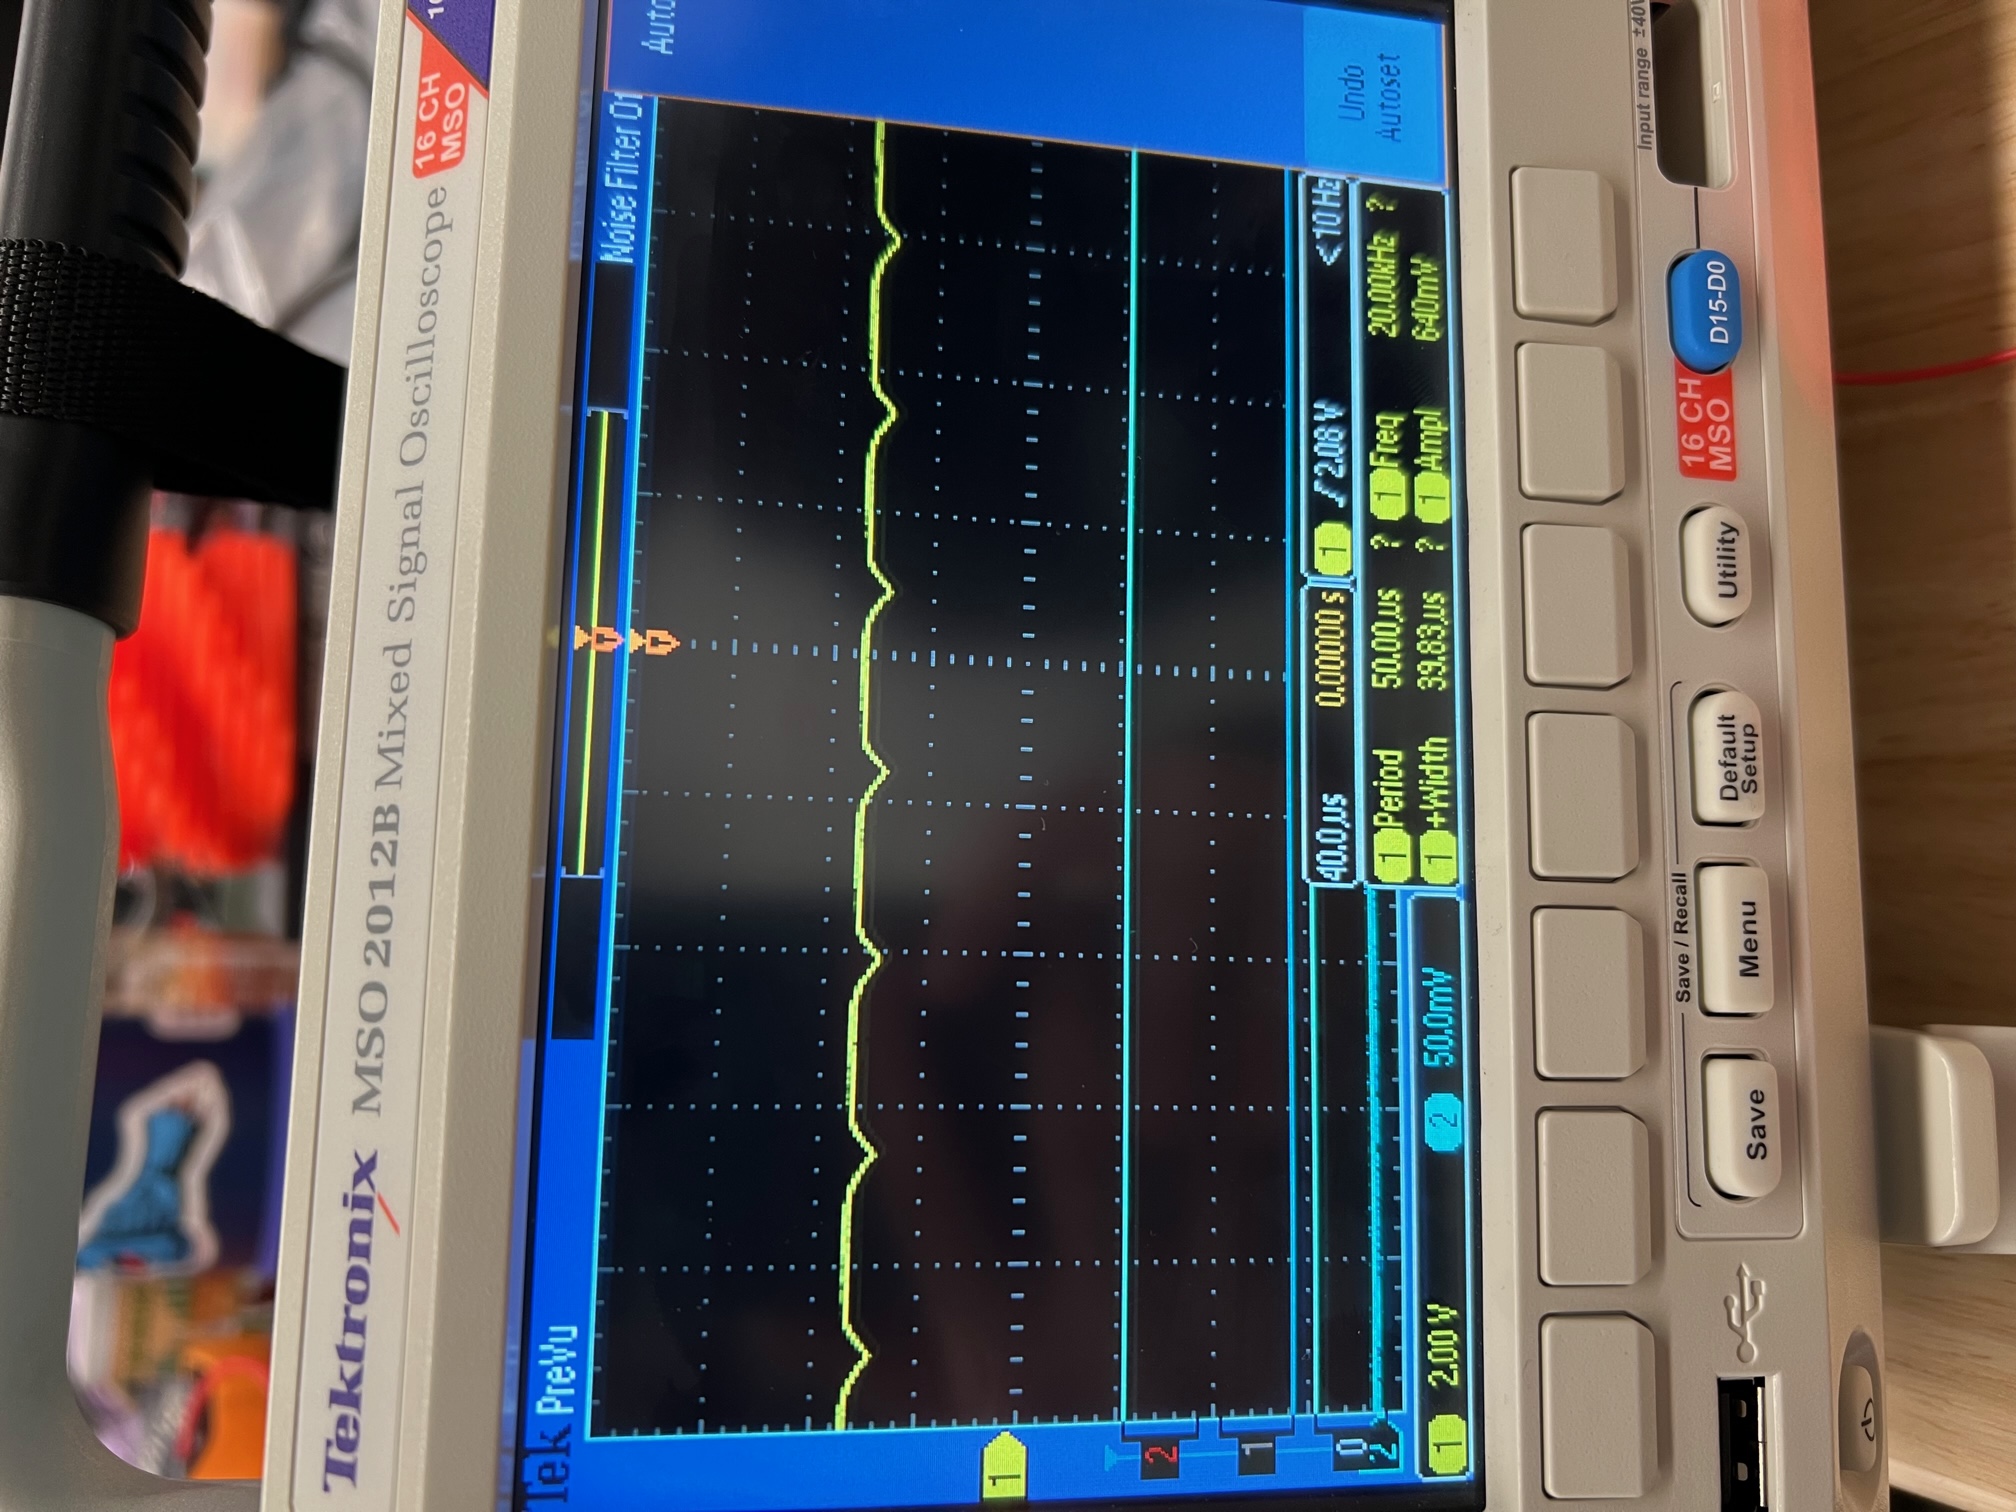 Tektronix MSO 2012B Mixed Signal Oscilloscope 16 CH MSO
Tek PreVu
Noise Filter
1
2
1
0
2
40.0µs 0.00000 s 1 2.08 V <10 Hz
1 Period 50.00µs ? 1 Freq 20.00kHz ?
1 +Width 39.83µs ? 1 Ampl 640mV
1 2.00 V 2 50.0mV
Undo
Autoset
Input range ±40V
Save / Recall
Save
Menu
Default
Setup
Utility
16 CH
MSO
D15-D0